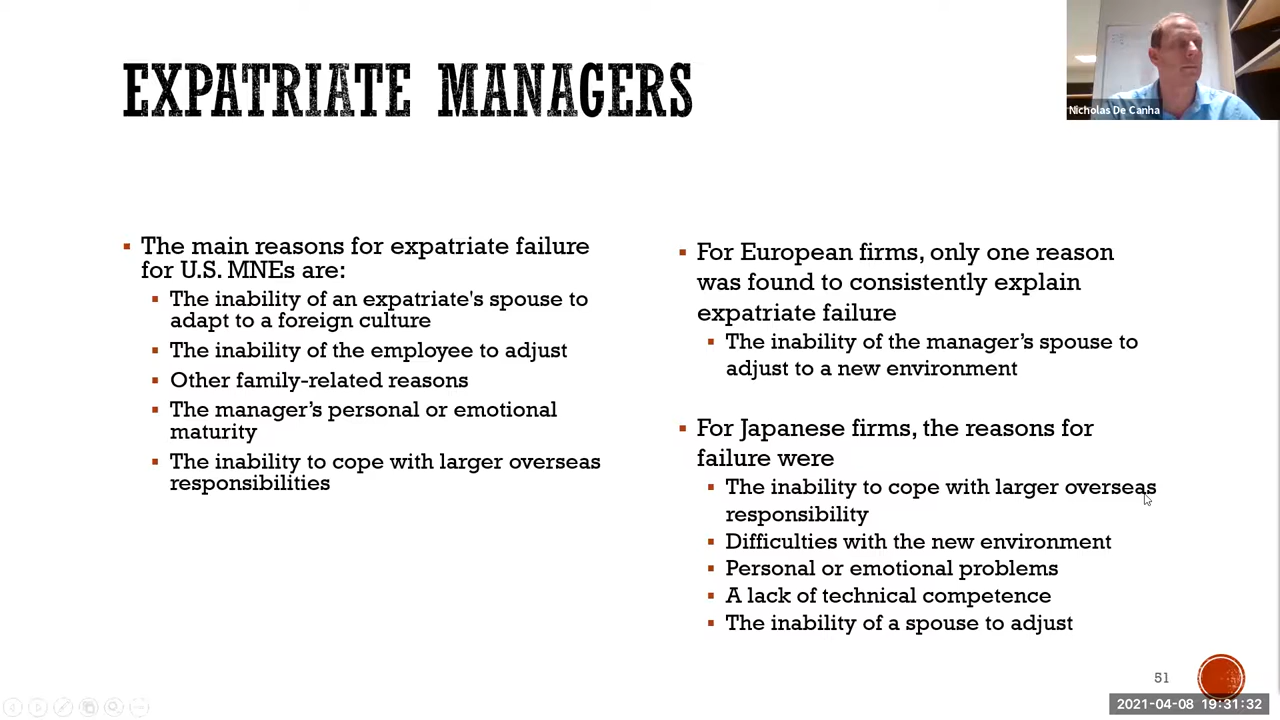 EXPATRIATE MANAGERS
Nicholas De Canha
The main reasons for expatriate failure
for U.S. MNEs are:
The inability of an expatriate's spouse to
adapt to a foreign culture
The inability of the employee to adjust
Other family-related reasons
The manager’s personal or emotional
maturity
The inability to cope with larger overseas
responsibilities
For European firms, only one reason
was found to consistently explain
expatriate failure
The inability of the manager’s spouse to
adjust to a new environment
For Japanese firms, the reasons for
failure were
The inability to cope with larger overseas
responsibility
Difficulties with the new environment
Personal or emotional problems
A lack of technical competence
The inability of a spouse to adjust
51
2021-04-08 19:31:32